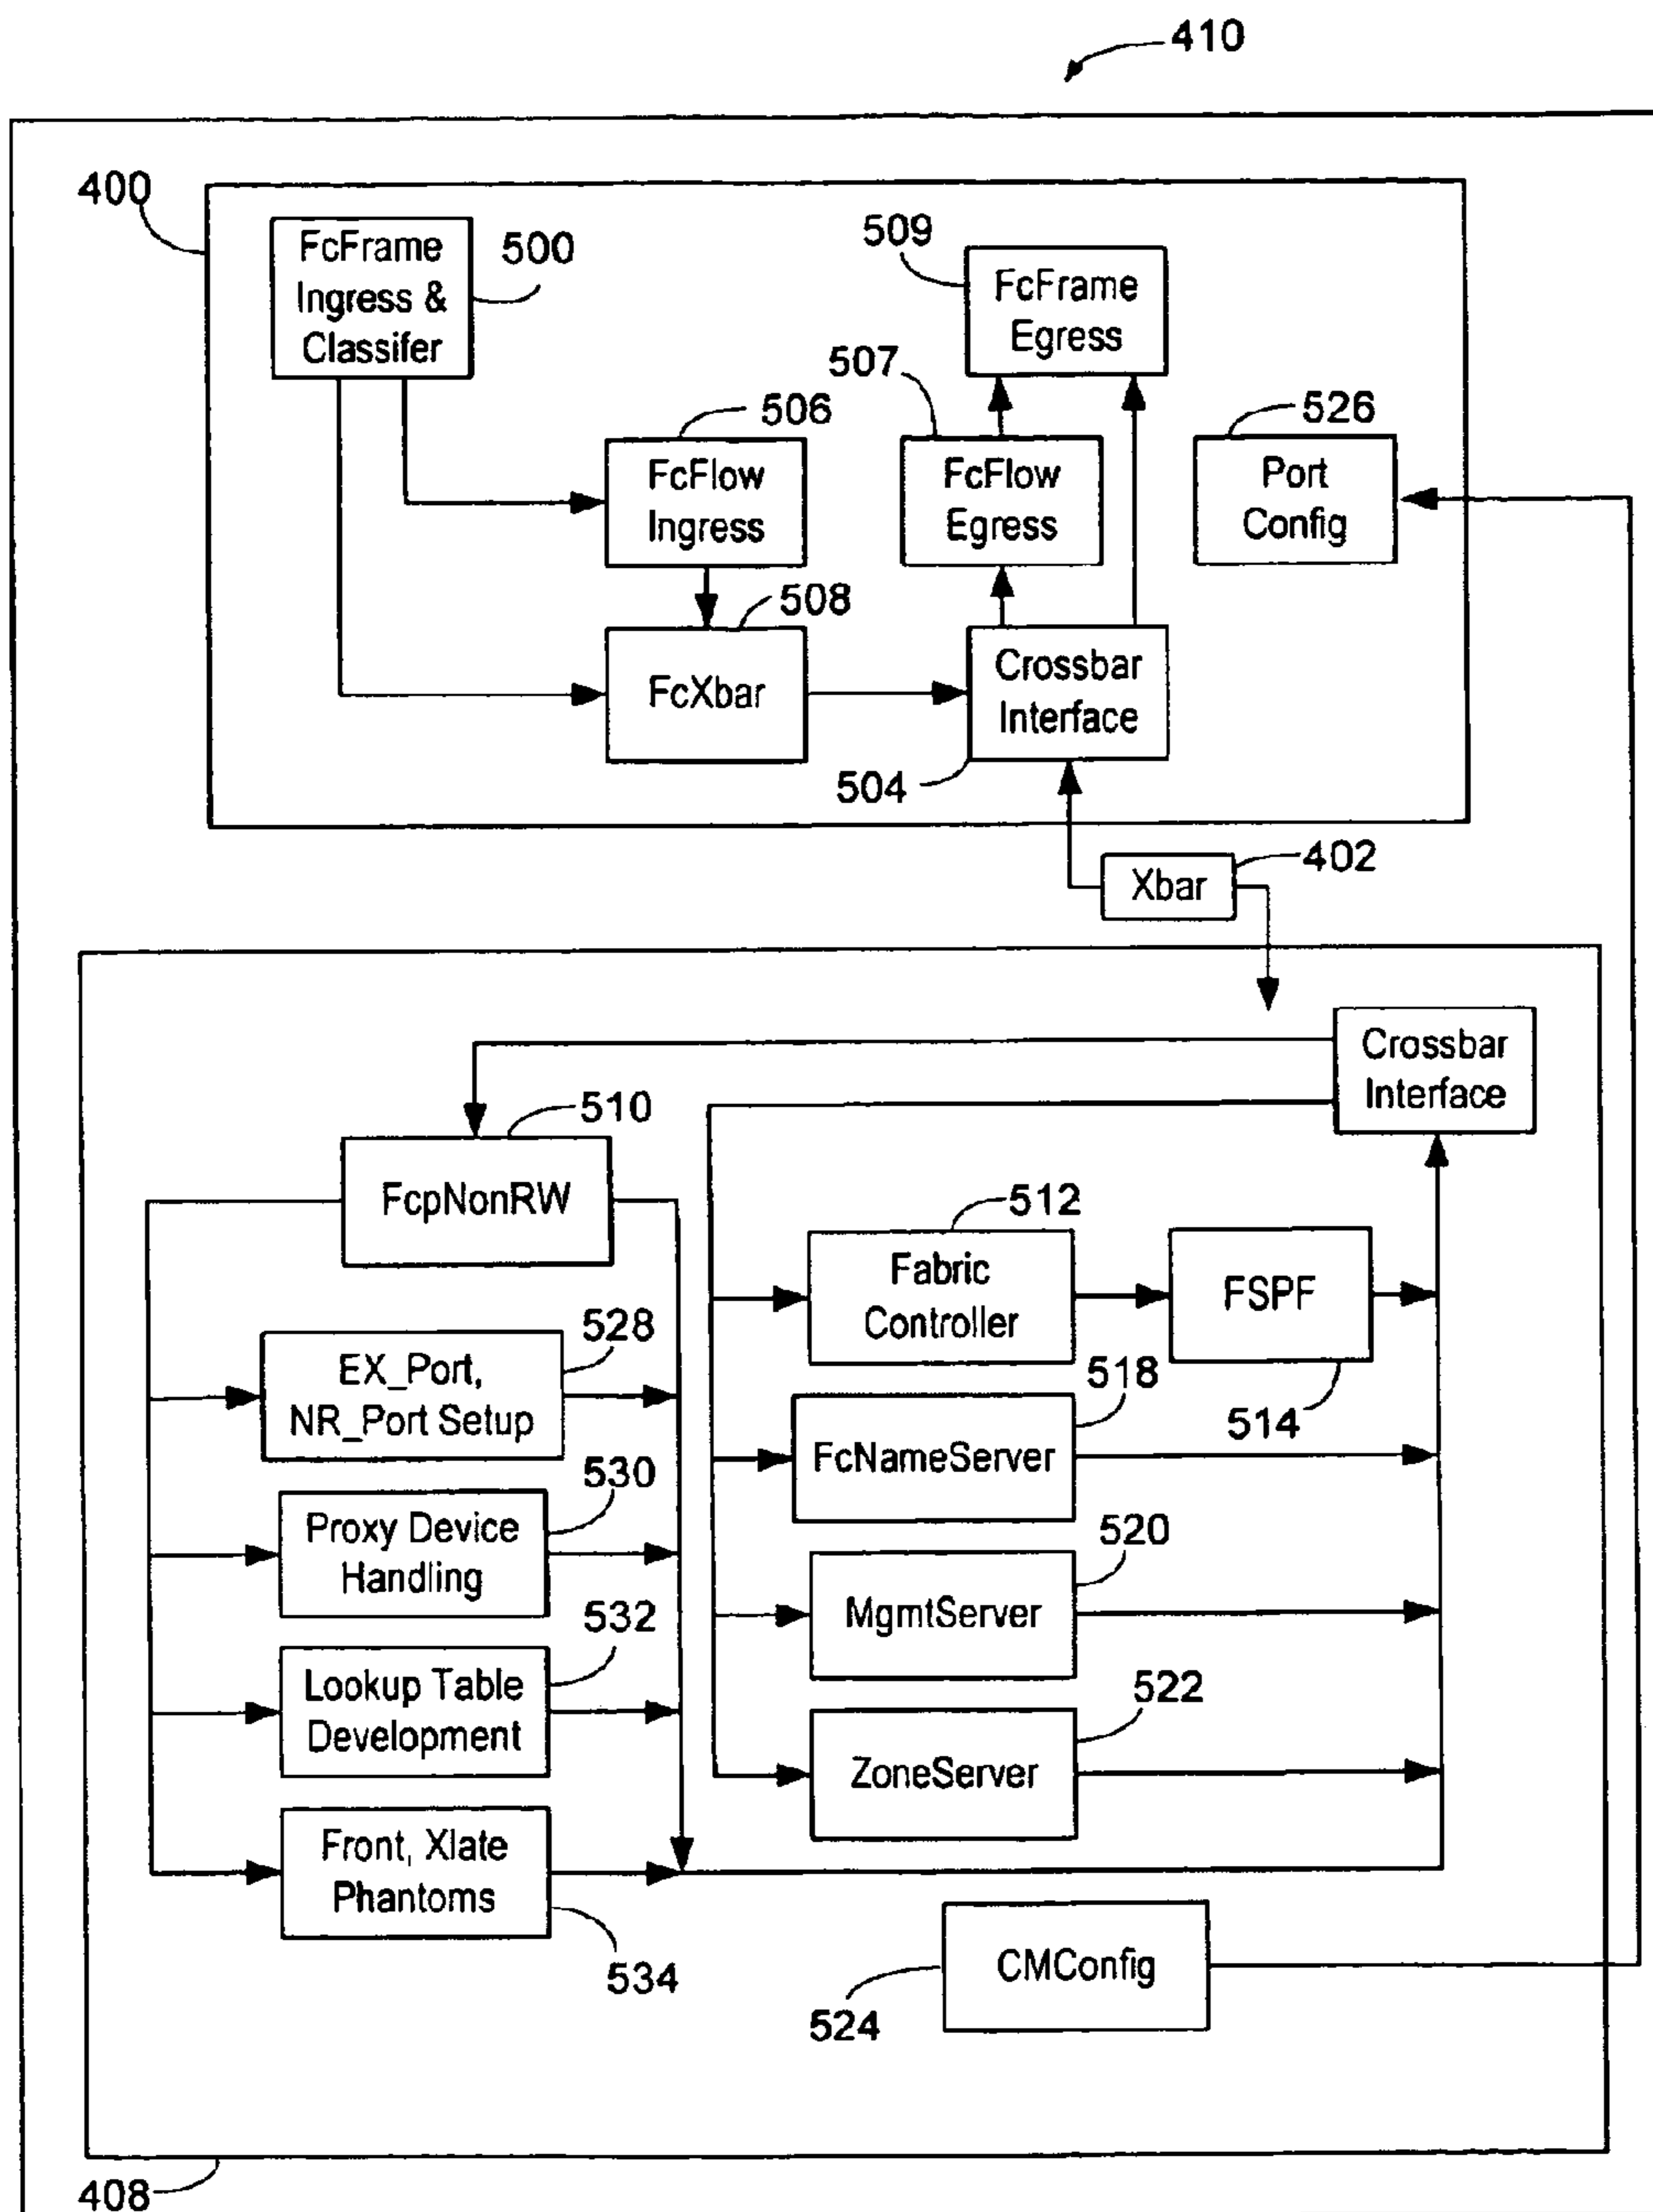 410
400
FcFrame
Ingress &
Classifer
500
509
FcFrame
Egress
507
506
526
FcFlow
Ingress
FcFlow
Egress
Port
Config
508
FcXbar
Crossbar
Interface
504
402
Xbar
Crossbar
Interface
510
FcpNonRW
512
Fabric
Controller
FSPF
514
528
EX_Port,
NR_Port Setup
518
FcNameServer
530
Proxy Device
Handling
520
MgmtServer
532
Lookup Table
Development
522
ZoneServer
Front, Xlate
Phantoms
534
CMConfig
524
408